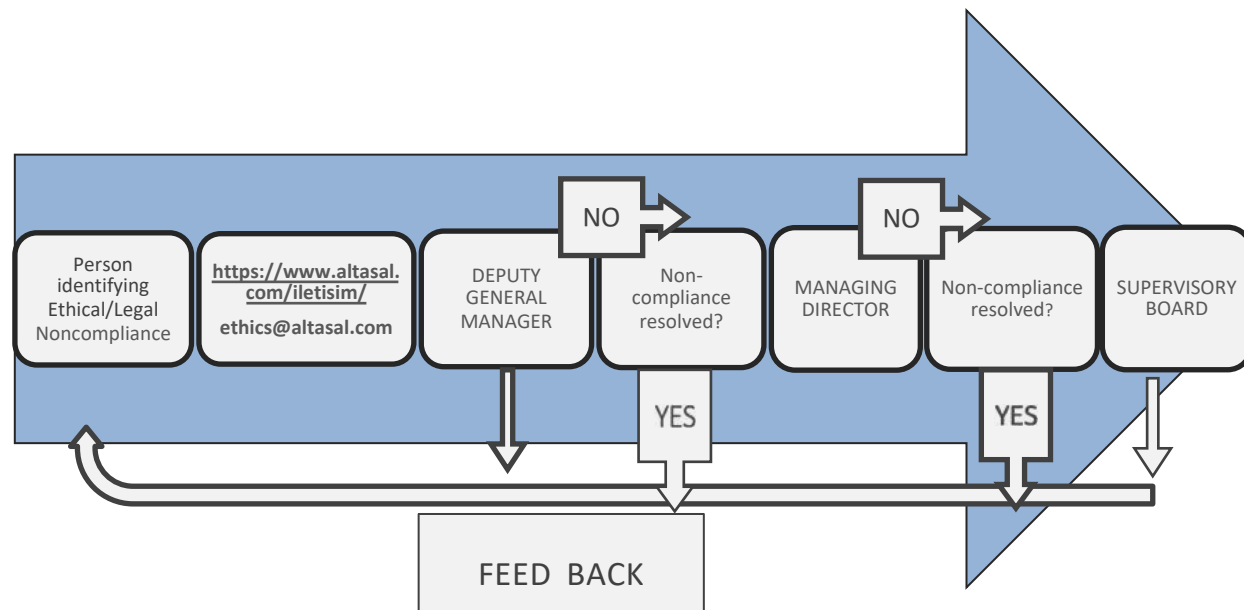 NO
NO
Person
identifying
Ethical/Legal
Noncompliance
https://www.altasal.
com/iletisim/
ethics@altasal.com
DEPUTY
GENERAL
MANAGER
Non-
compliance
resolved?
MANAGING
DIRECTOR
Non-compliance
resolved?
SUPERVISORY
BOARD
YES
YES
FEED BACK